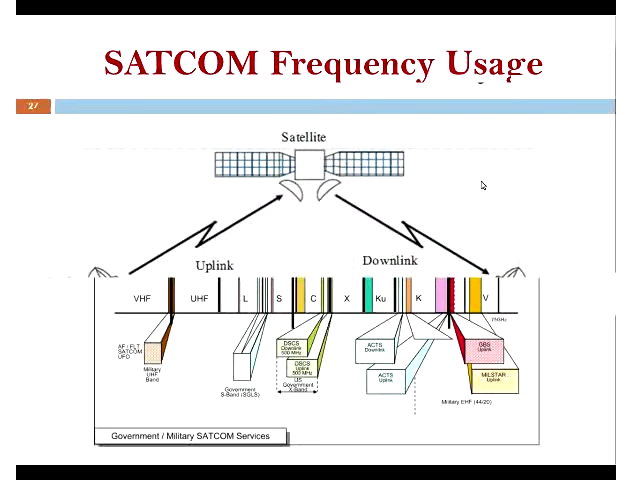 SATCOM Frequency Usage
27
Satellite
Uplink
Downlink
VHF
UHF
L
S
C
X
Ku
K
V
AF / FLT
SATCOM
UFO
Military
UHF
Band
Government
S-Band (SGLS)
DSCS
Downlink
500 MHz
DSCS
Uplink
500 MHz
US
Government
X-Band
ACTS
Downlink
ACTS
Uplink
GBS
Uplink
MILSTAR
Uplink
Military EHF (44/20)
Government / Military SATCOM Services